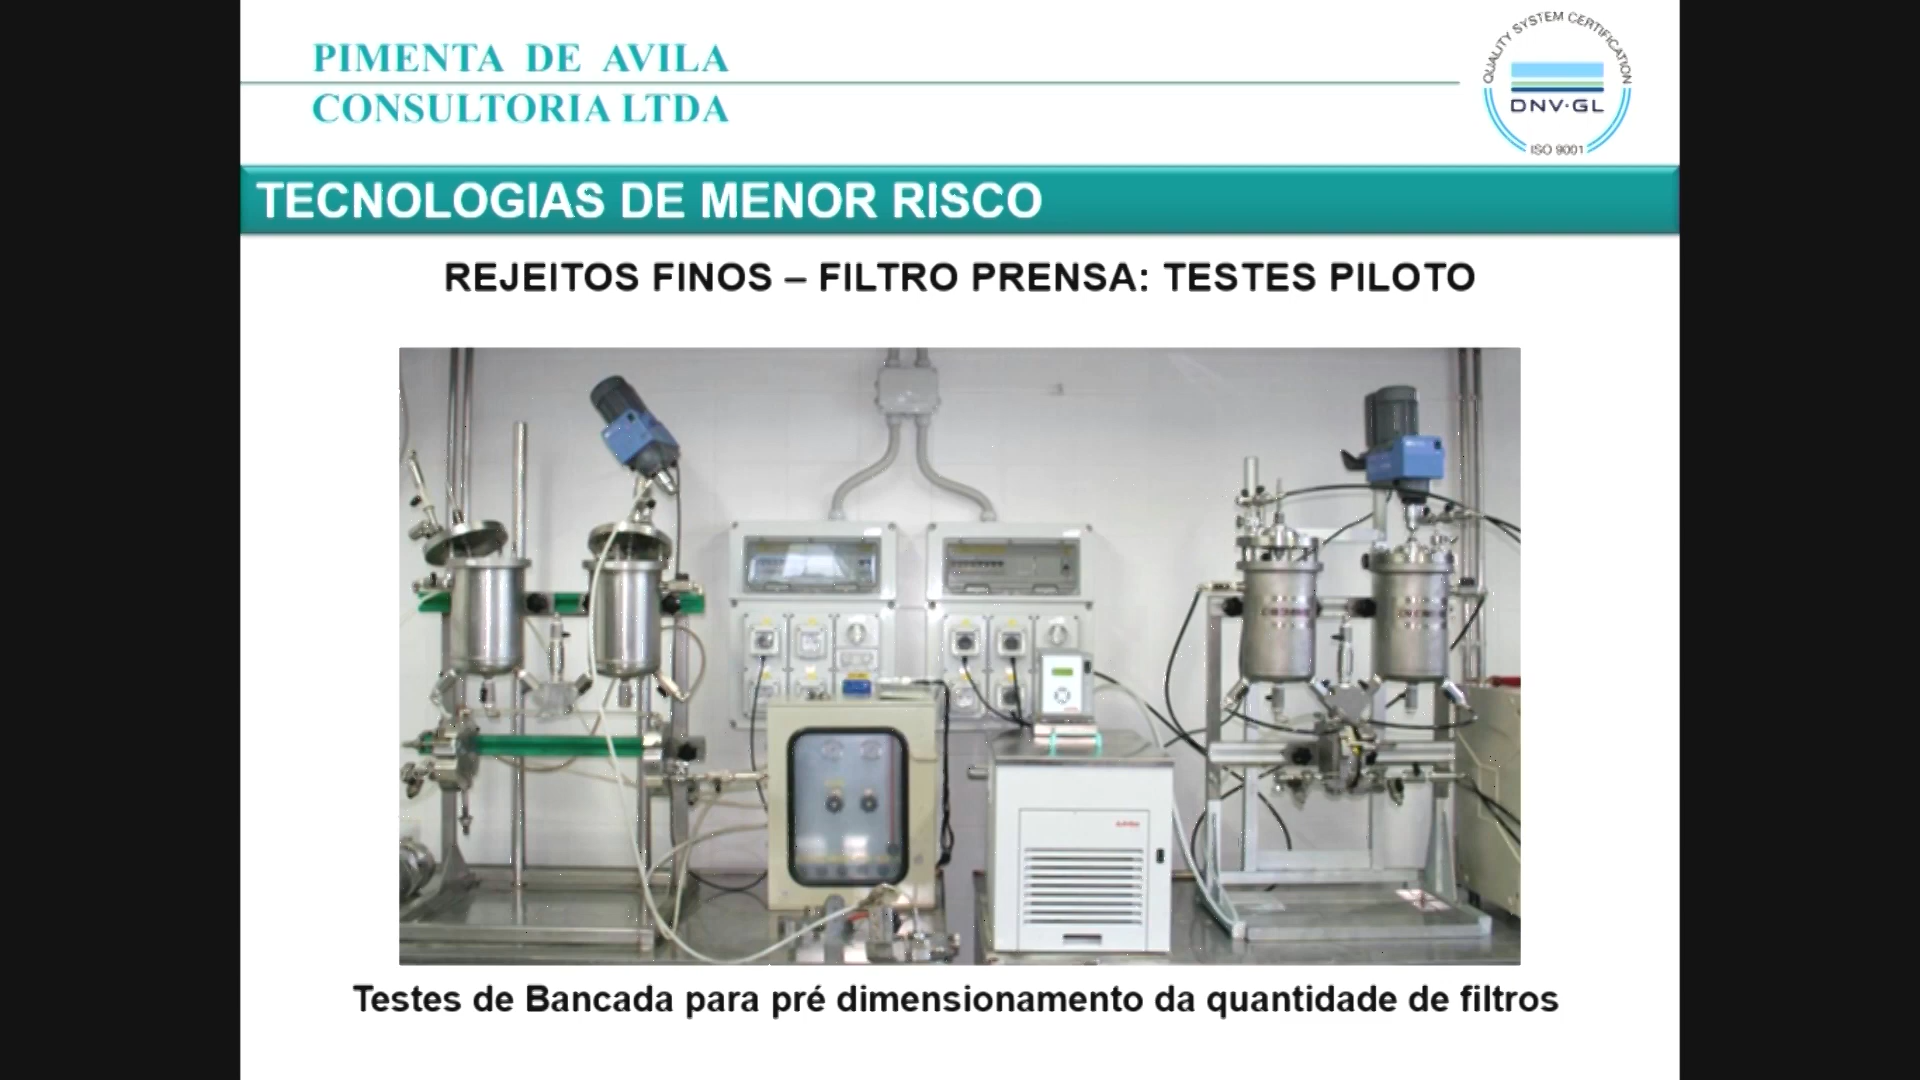 PIMENTA DE AVILA
CONSULTORIA LTDA
QUALITY SYSTEM CERTIFICATION
DNV·GL
ISO 9001
TECNOLOGIAS DE MENOR RISCO
REJEITOS FINOS – FILTRO PRENSA: TESTES PILOTO
Testes de Bancada para pré dimensionamento da quantidade de filtros